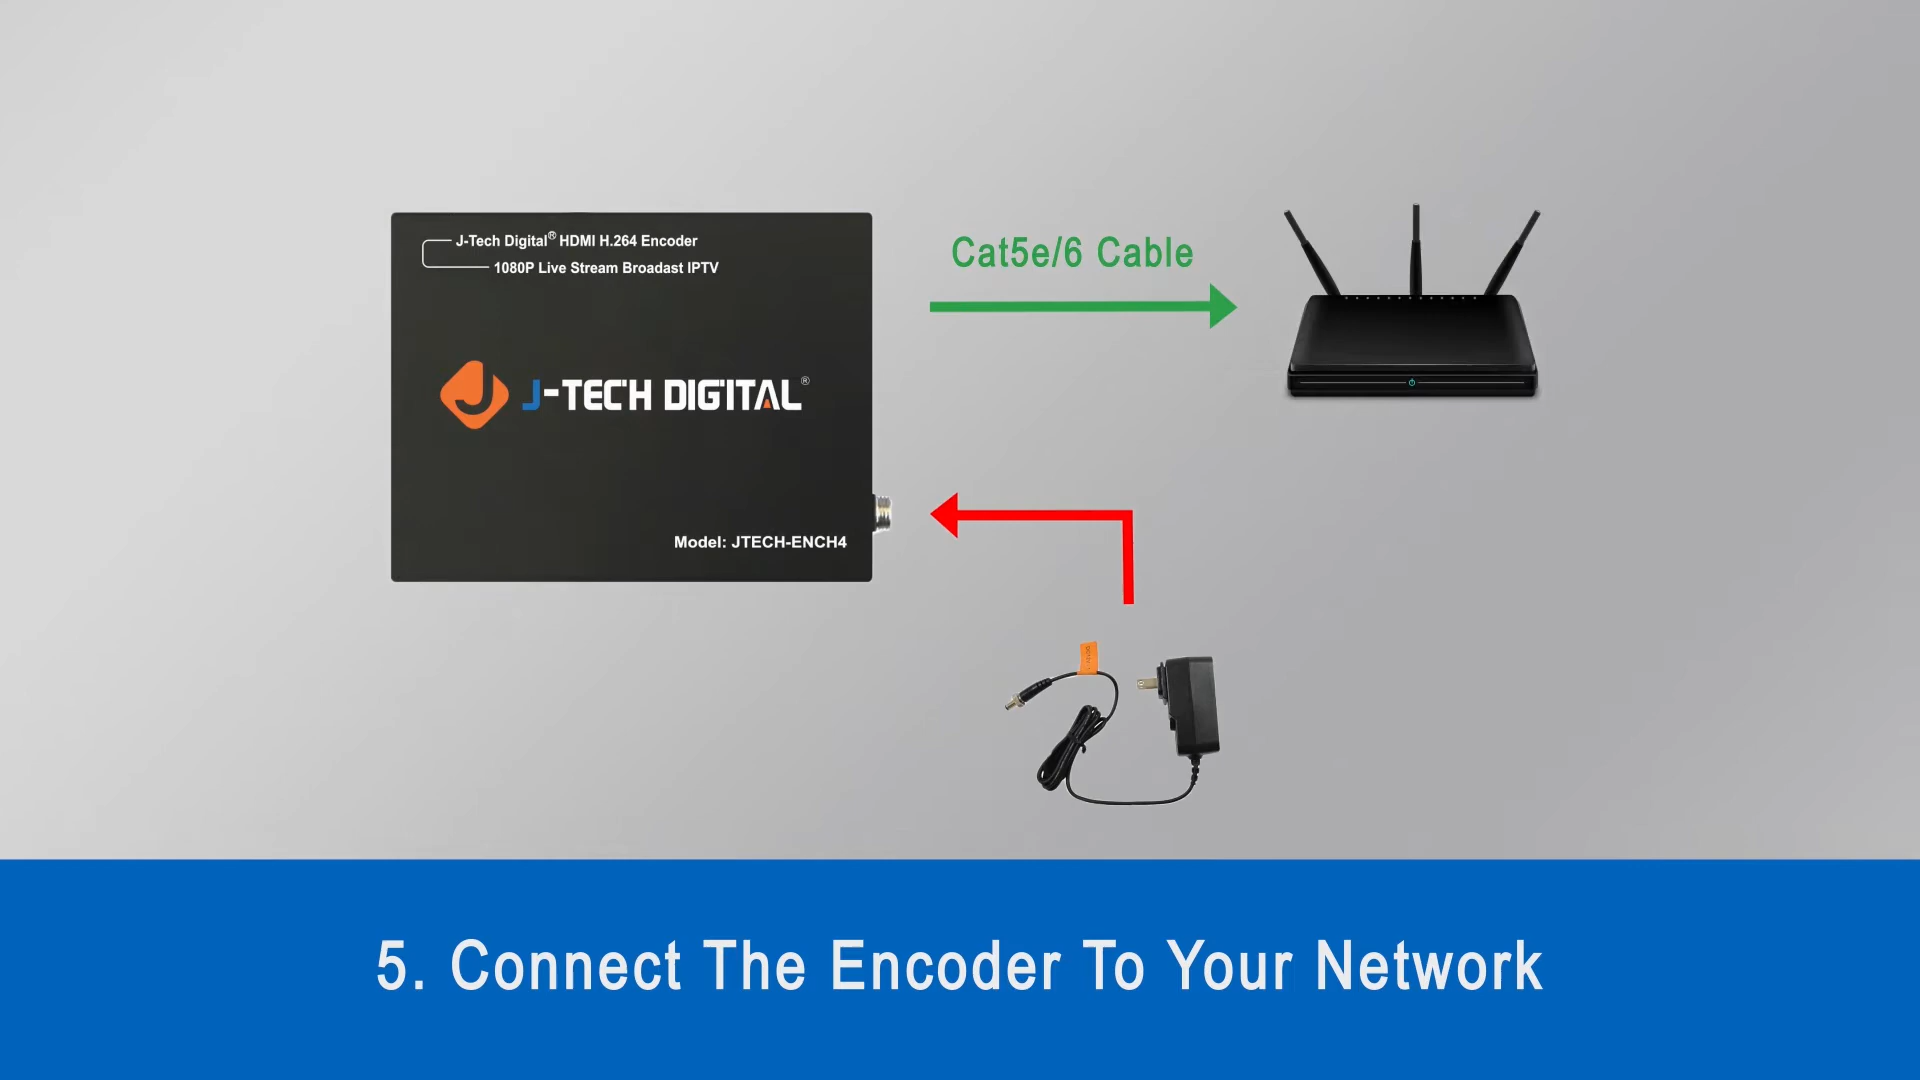 J-Tech Digital® HDMI H.264 Encoder
1080P Live Stream Broadast IPTV
Cat5e/6 Cable
J-TECH DIGITAL®
Model: JTECH-ENCH4
5. Connect The Encoder To Your Network